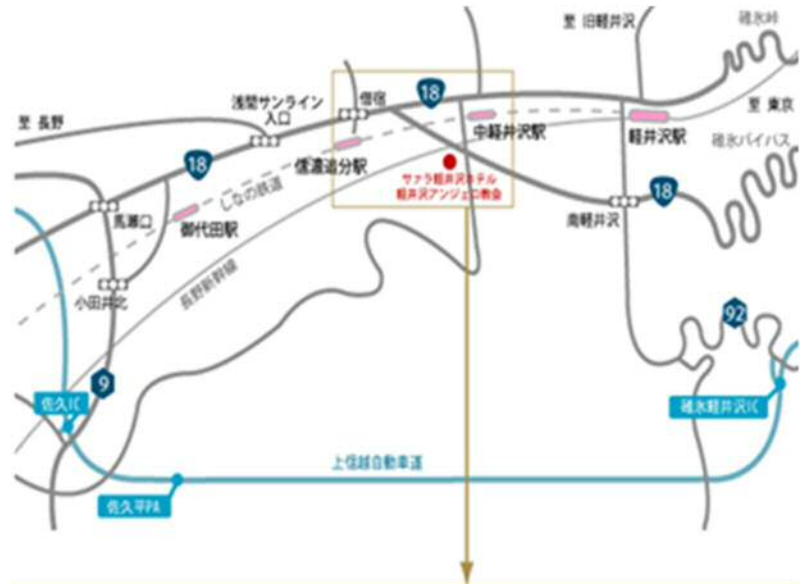 至 旧軽井沢
碓氷峠
18
借宿
浅間サンライン
入口
至 東京
至 長野
中軽井沢駅
軽井沢駅
碓氷バイパス
18
信濃追分駅
サァラ軽井沢ホテル
軽井沢アンジェロ教会
しなの鉄道
18
馬瀬口
御代田駅
南軽井沢
長野新幹線
小田井北
92
9
佐久IC
碓氷軽井沢IC
上信越自動車道
佐久平PA